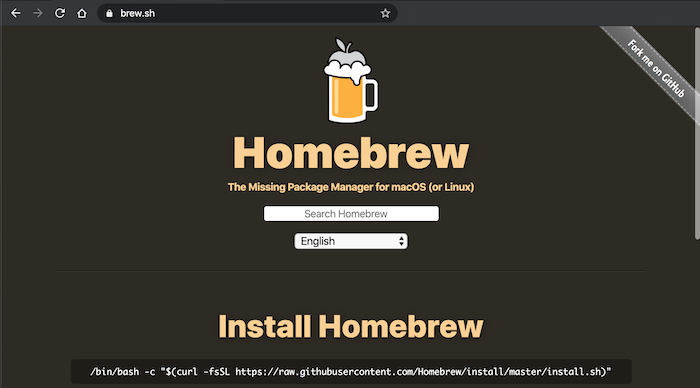 brew.sh
Fork me on GitHub
Homebrew
The Missing Package Manager for macOS (or Linux)
Search Homebrew
English
Install Homebrew
/bin/bash -c "$(curl -fsSL https://raw.githubusercontent.com/Homebrew/install/master/install.sh)"